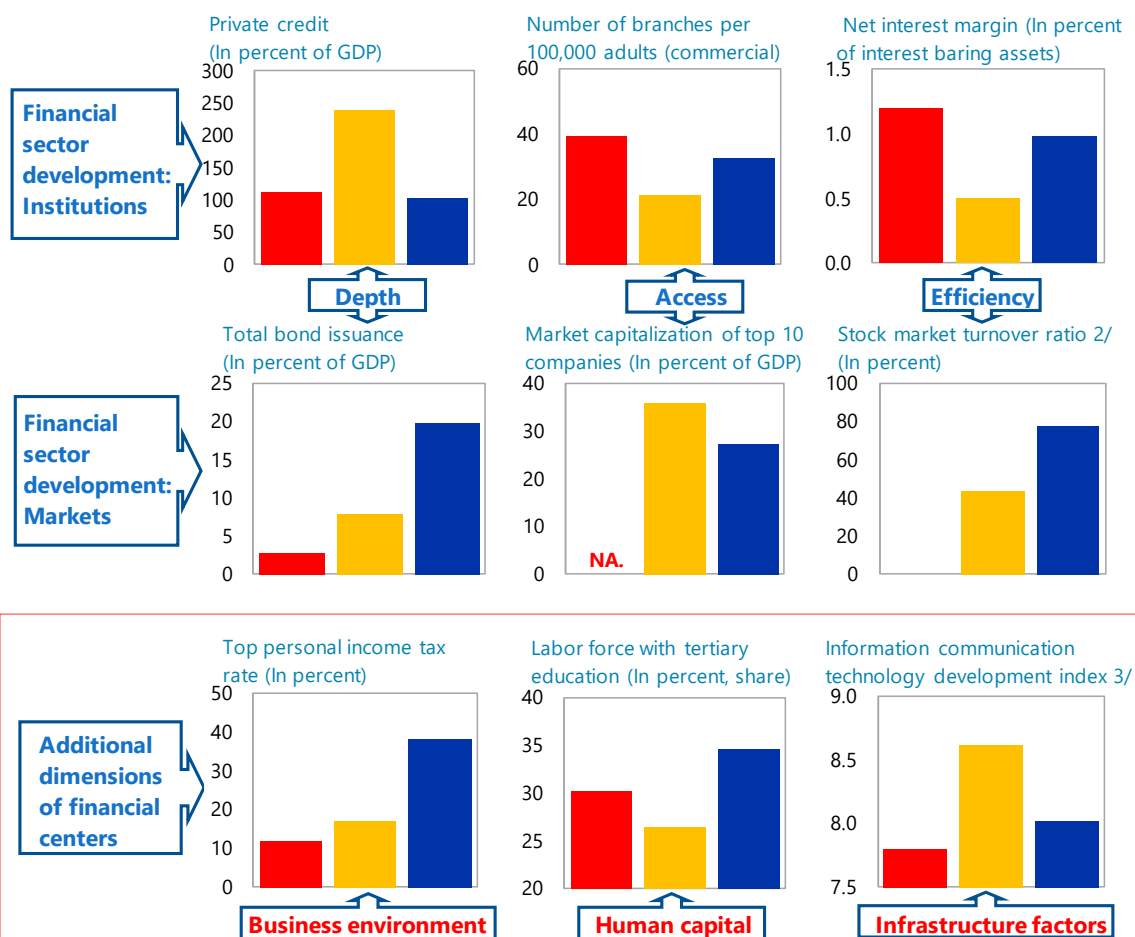 Private credit
(In percent of GDP)
300
250
200
150
100
50
0
Number of branches per
100,000 adults (commercial)
60
40
20
0
Net interest margin (In percent
of interest baring assets)
1.5
1.0
0.5
0.0
Financial
sector
development:
Institutions
Depth
Access
Efficiency
Total bond issuance
(In percent of GDP)
25
20
15
10
5
0
Market capitalization of top 10
companies (In percent of GDP)
40
30
20
10
0
NA.
Stock market turnover ratio 2/
(In percent)
100
80
60
40
20
0
Financial
sector
development:
Markets
Top personal income tax
rate (In percent)
50
40
30
20
10
0
Labor force with tertiary
education (In percent, share)
40
35
30
25
20
Information communication
technology development index 3/
9.0
8.5
8.0
7.5
Additional
dimensions
of financial
centers
Business environment
Human capital
Infrastructure factors